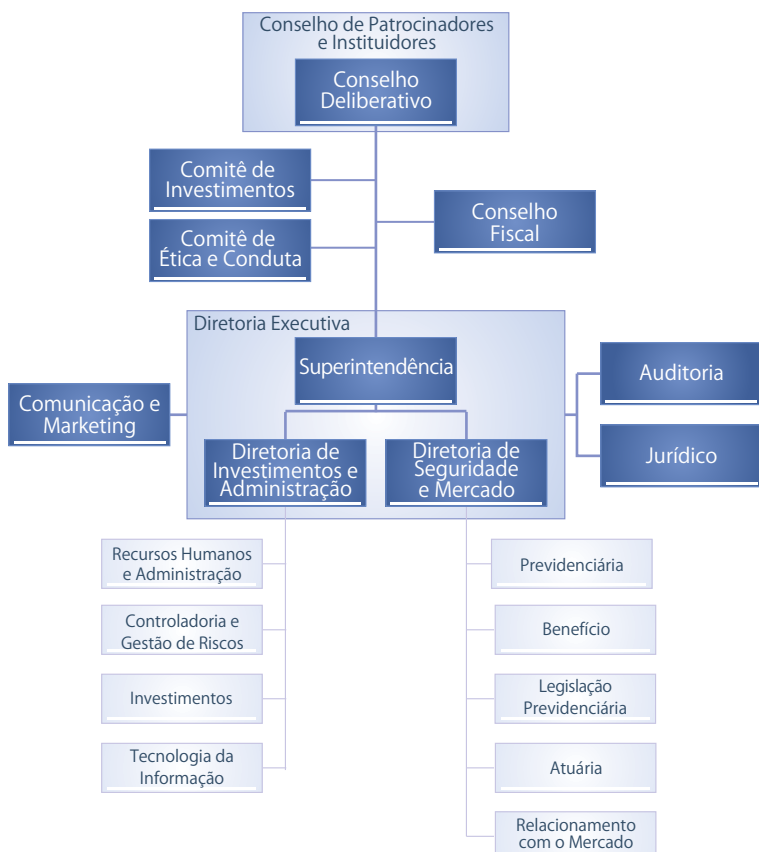 Conselho de Patrocinadores
e Instituidores
Conselho
Deliberativo
Comitê de
Investimentos
Conselho
Fiscal
Comitê de
Ética e Conduta
Diretoria Executiva
Superintendência
Auditoria
Comunicação e
Marketing
Jurídico
Diretoria de
Investimentos e
Administração
Diretoria de
Seguridade
e Mercado
Recursos Humanos
e Administração
Previdenciária
Controladoria e
Gestão de Riscos
Benefício
Investimentos
Legislação
Previdenciária
Tecnologia da
Informação
Atuária
Relacionamento
com o Mercado